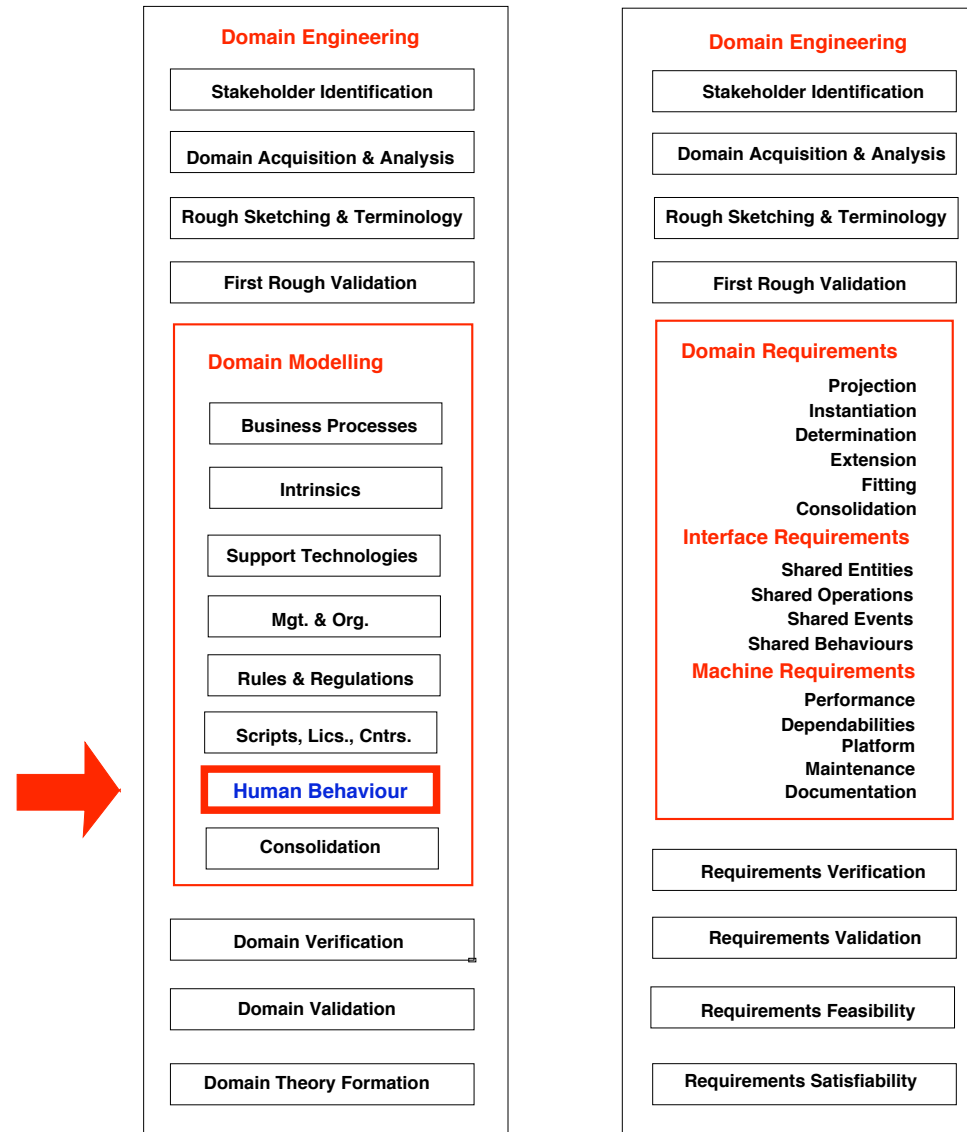 Domain Engineering
Stakeholder Identification
Domain Acquisition & Analysis
Rough Sketching & Terminology
First Rough Validation
Domain Modelling
Business Processes
Intrinsics
Support Technologies
Mgt. & Org.
Rules & Regulations
Scripts, Lics., Cntrs.
Human Behaviour
Consolidation
Domain Verification
Domain Validation
Domain Theory Formation
Domain Engineering
Stakeholder Identification
Domain Acquisition & Analysis
Rough Sketching & Terminology
First Rough Validation
Domain Requirements
Projection
Instantiation
Determination
Extension
Fitting
Consolidation
Interface Requirements
Shared Entities
Shared Operations
Shared Events
Shared Behaviours
Machine Requirements
Performance
Dependabilities
Platform
Maintenance
Documentation
Requirements Verification
Requirements Validation
Requirements Feasibility
Requirements Satisfiability